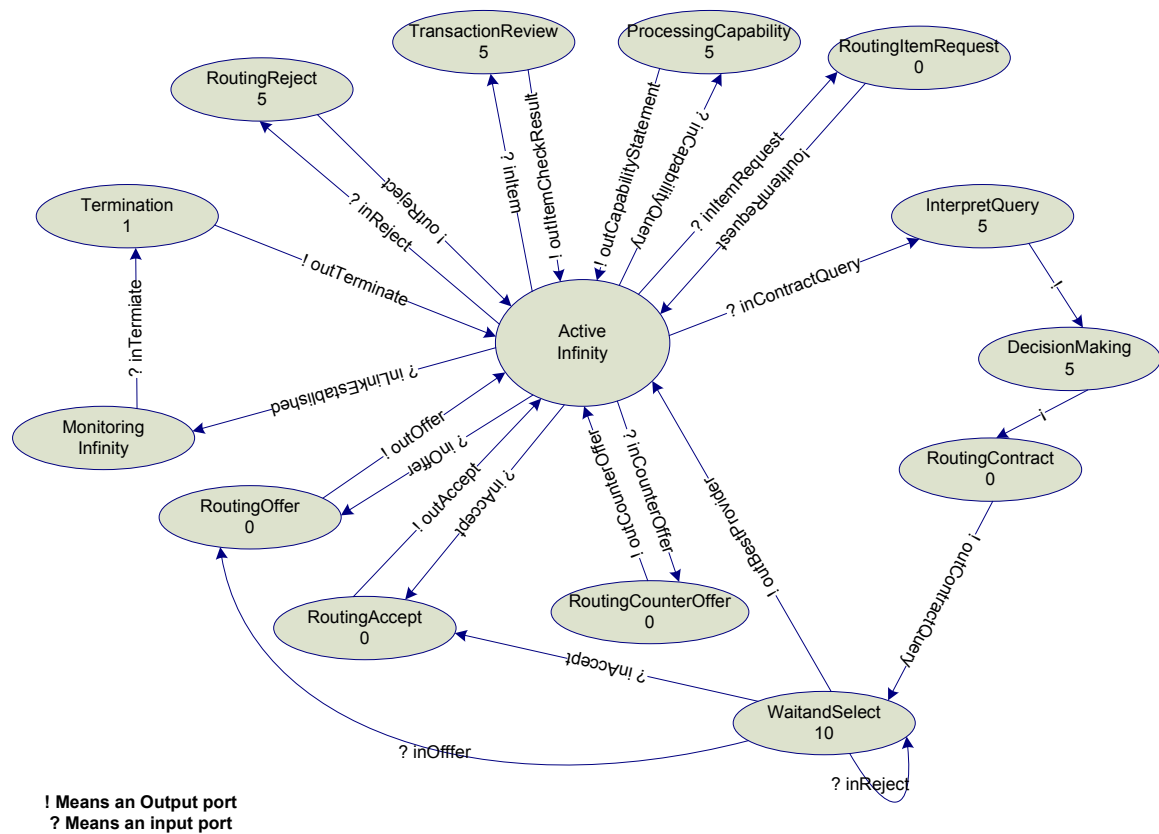 TransactionReview
5
ProcessingCapability
5
RoutingItemRequest
0
RoutingReject
5
! outReject
? inReject
? inItem
! outItemCheckResult
! outCapabilityStatement
? inCapabilityQuery
? inItemRequest
!outItemRequest
Termination
1
InterpretQuery
5
! outTerminate
? inContractQuery
!
? inTermiate
Active
Infinity
DecisionMaking
5
? inLinkEstablished
!
Monitoring
Infinity
! outOffer
? inOffer
! outAccept
? inAccept
! outCounterOffer
? inCounterOffer
! outBestProvider
RoutingContract
0
RoutingOffer
0
! outContractQuery
RoutingAccept
0
RoutingCounterOffer
0
? inAccept
WaitandSelect
10
? inOfffer
? inReject
! Means an Output port
? Means an input port